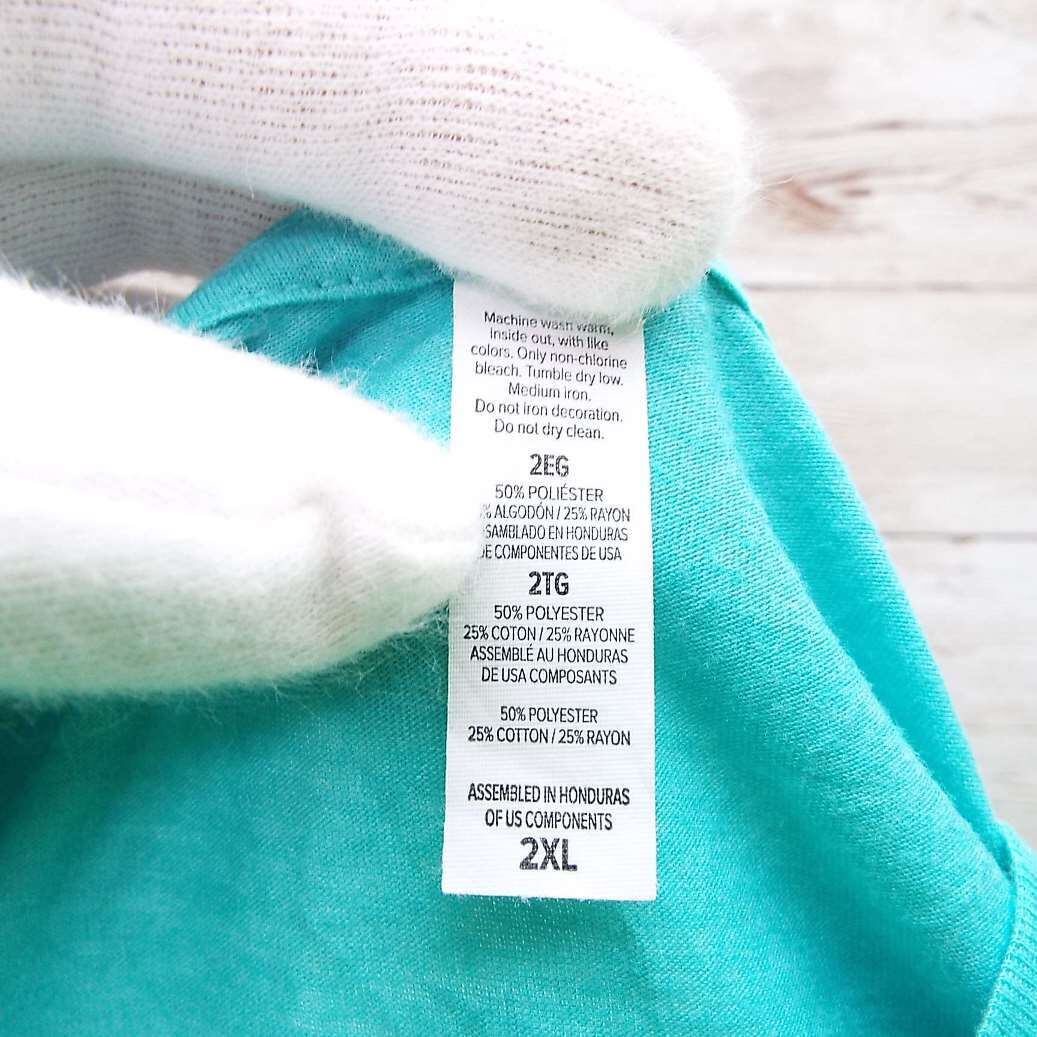 Machine wash warm,
inside out, with like
colors. Only non-chlorine
bleach. Tumble dry low.
Medium iron.
Do not iron decoration.
Do not dry clean.
2EG
50% POLIÉSTER
% ALGODÓN / 25% RAYON
SAMBLADO EN HONDURAS
DE COMPONENTES DE USA
2TG
50% POLYESTER
25% COTON / 25% RAYONNE
ASSEMBLÉ AU HONDURAS
DE USA COMPOSANTS
50% POLYESTER
25% COTTON / 25% RAYON
ASSEMBLED IN HONDURAS
OF US COMPONENTS
2XL